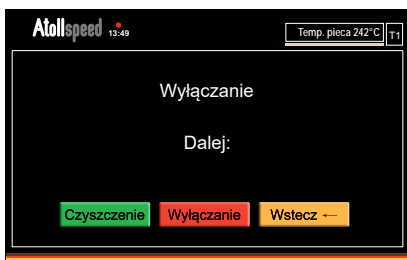 Atollspeed 13:49
Temp. pieca 242°C T1
Wyłączanie
Dalej:
Czyszczenie Wyłączanie Wstecz ←